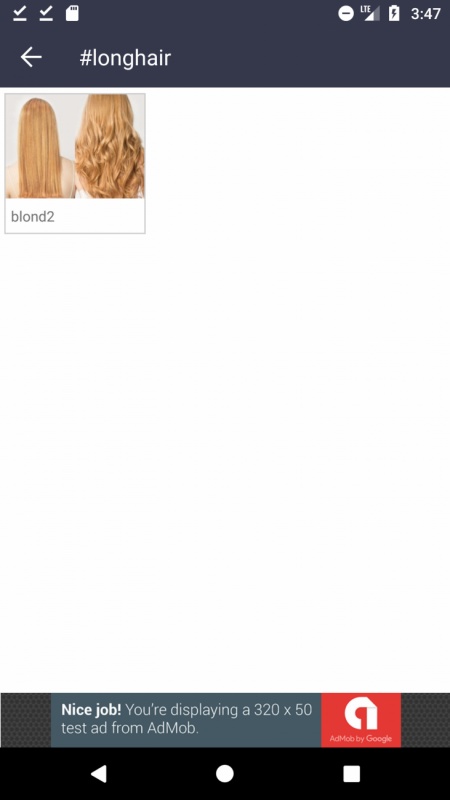 LTE 3:47
#longhair
blond2
Nice job! You're displaying a 320 x 50
test ad from AdMob.
AdMob by Google